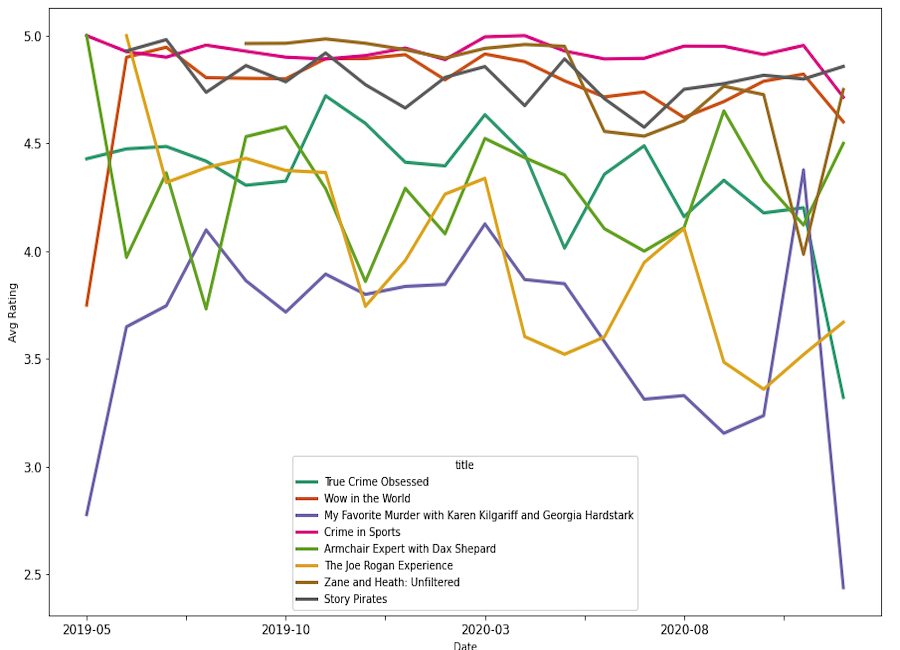 5.0
4.5
4.0
3.5
3.0
2.5
Avg Rating
title
True Crime Obsessed
Wow in the World
My Favorite Murder with Karen Kilgariff and Georgia Hardstark
Crime in Sports
Armchair Expert with Dax Shepard
The Joe Rogan Experience
Zane and Heath: Unfiltered
Story Pirates
2019-05 2019-10 2020-03 2020-08
Date